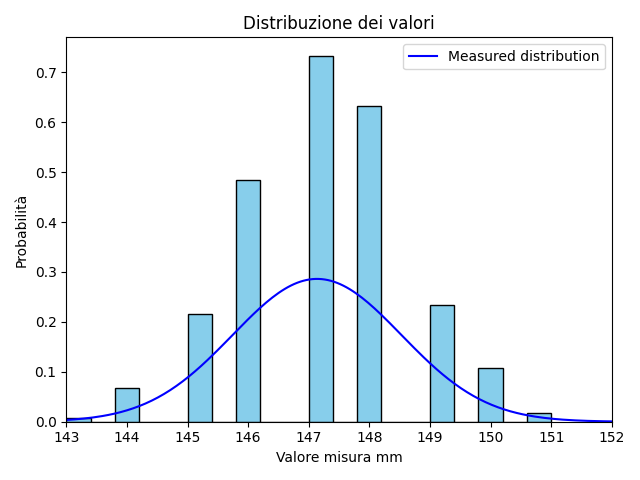 Distribuzione dei valori
Measured distribution
Probabilità
0.7
0.6
0.5
0.4
0.3
0.2
0.1
0.0
143 144 145 146 147 148 149 150 151 152
Valore misura mm